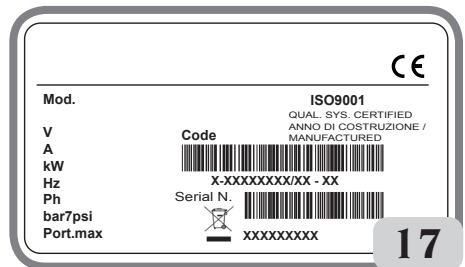 CE
Mod.
ISO9001
QUAL. SYS. CERTIFIED
ANNO DI COSTRUZIONE /
MANUFACTURED
V
Code
A
kW
Hz
X-XXXXXXXX/XX - XX
Ph
Serial N.
bar7psi
Port.max
XXXXXXXXX
17